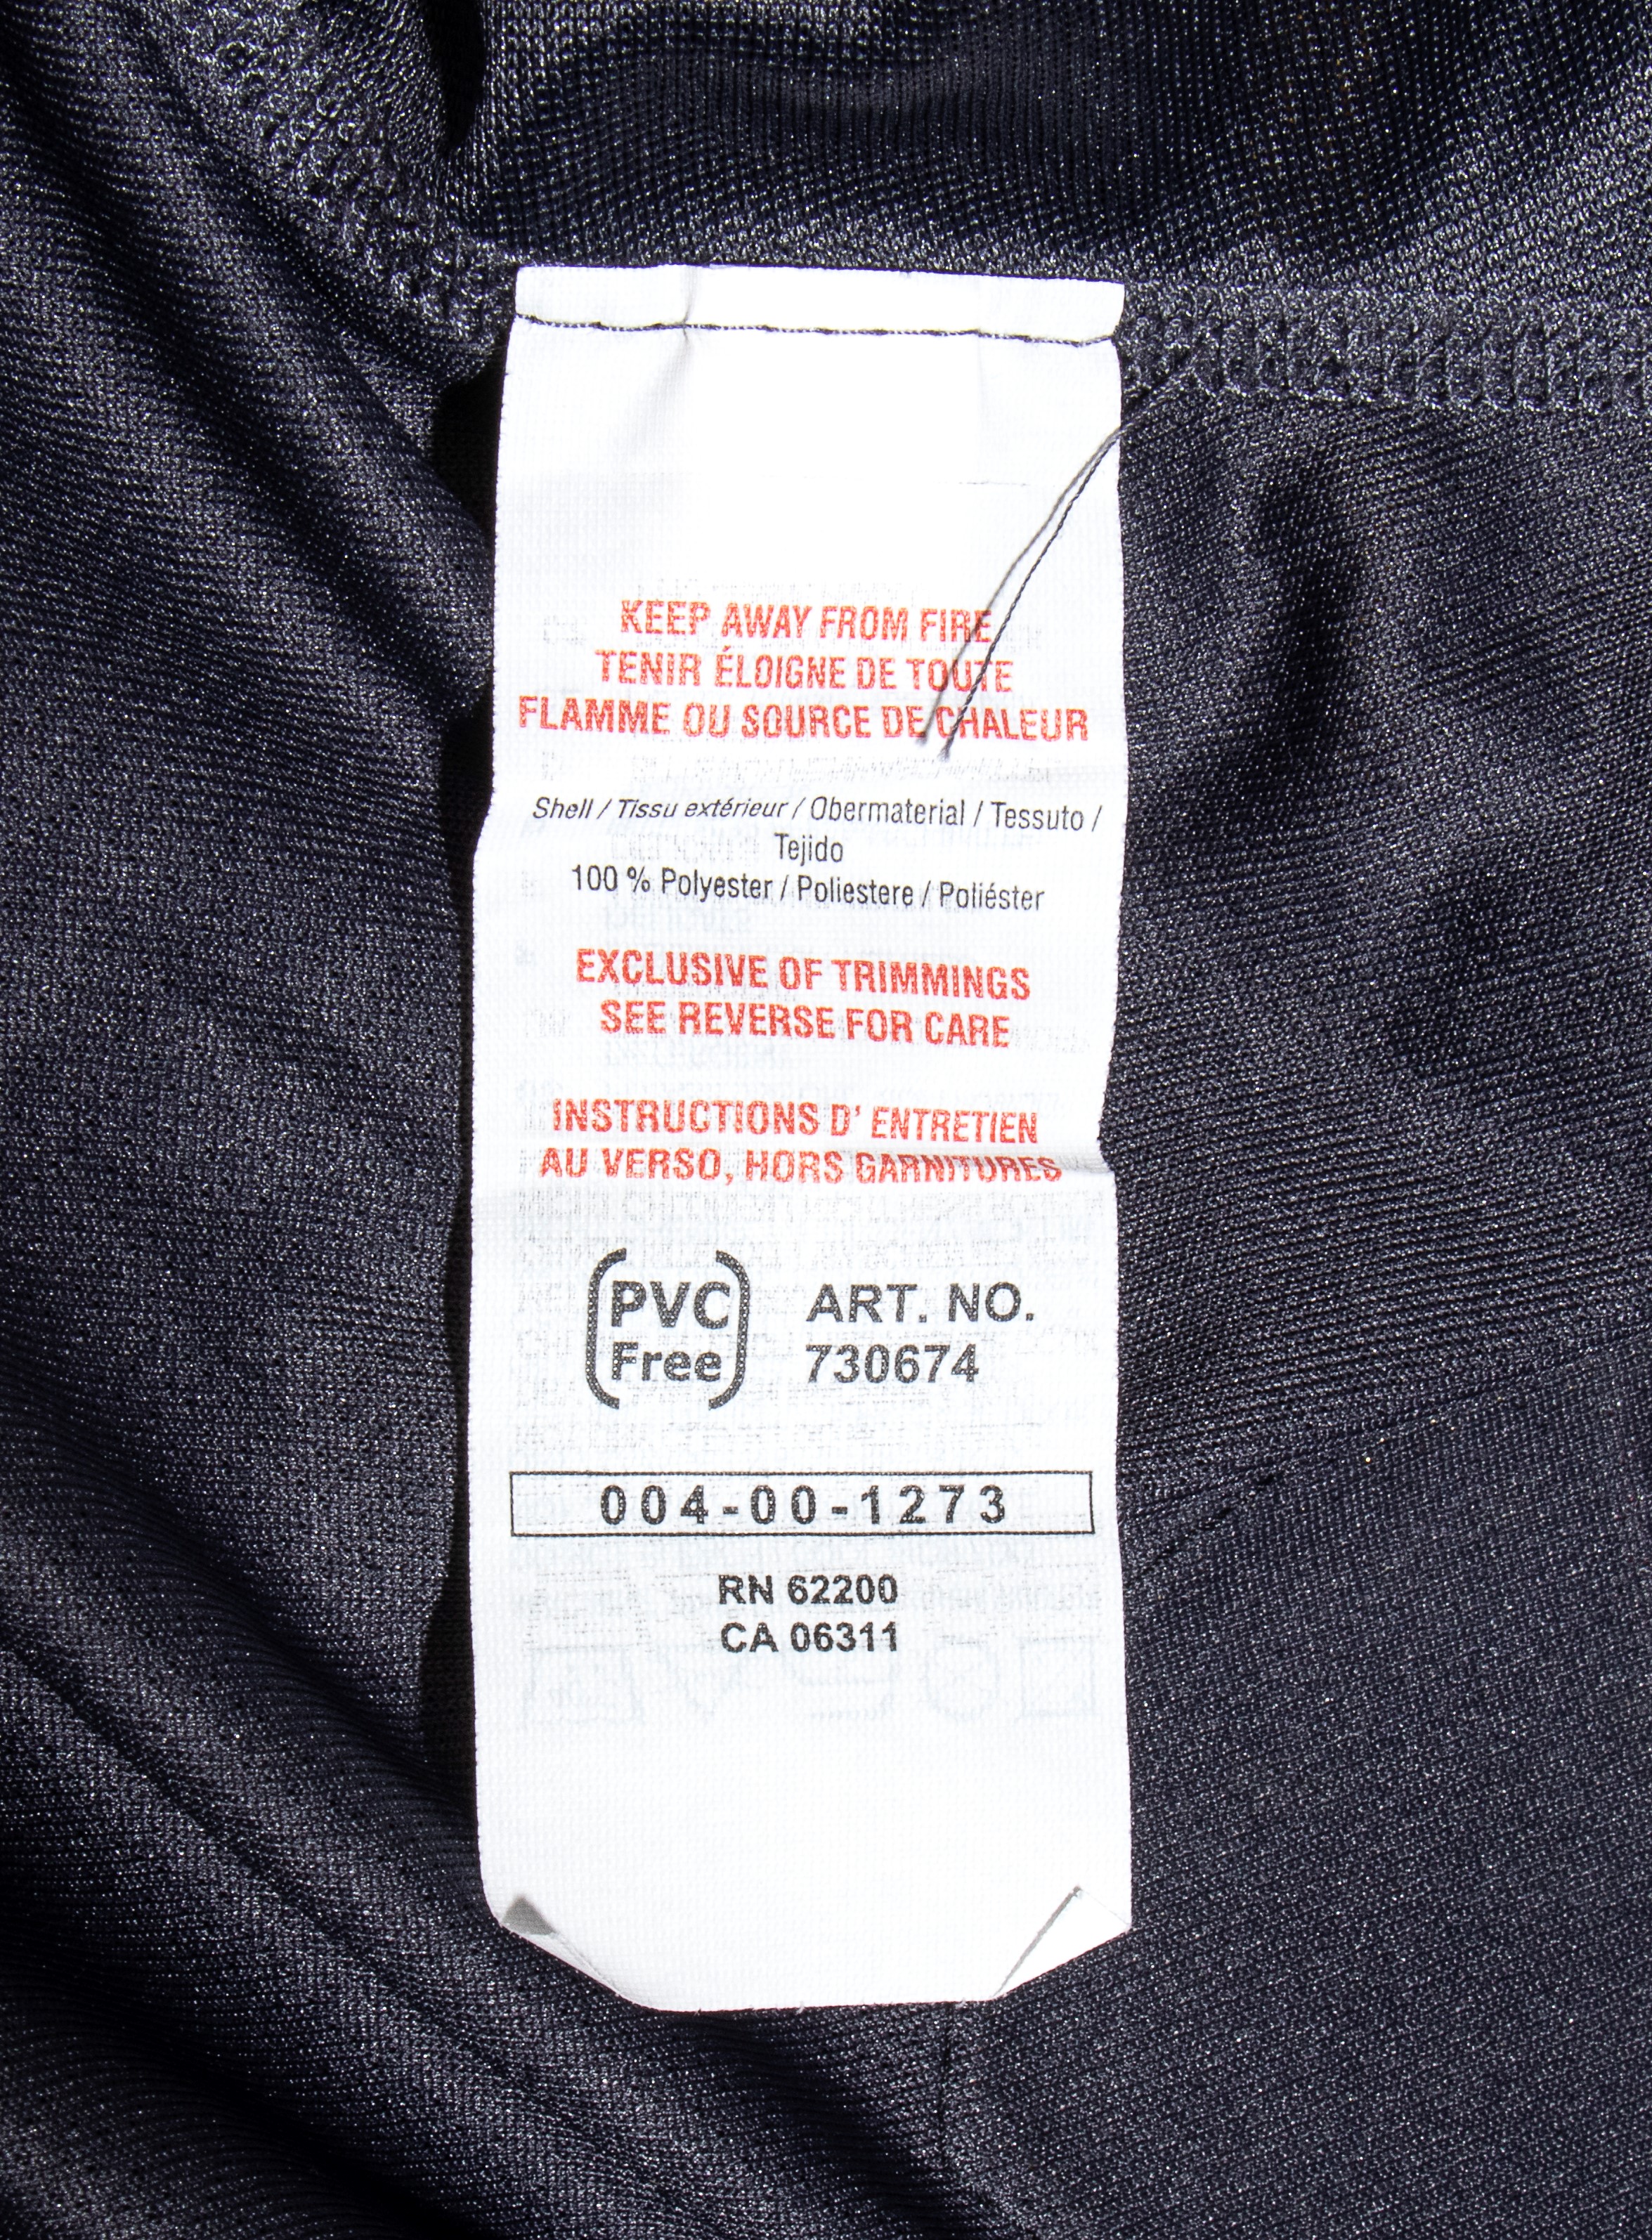 KEEP AWAY FROM FIRE
TENIR ÉLOIGNE DE TOUTE
FLAMME OU SOURCE DE CHALEUR
Shell / Tissu extérieur / Obermaterial / Tessuto /
Tejido
100 % Polyester / Poliestere / Poliéster
EXCLUSIVE OF TRIMMINGS
SEE REVERSE FOR CARE
INSTRUCTIONS D' ENTRETIEN
AU VERSO, HORS GARNITURES
PVC
Free
ART. NO.
730674
004-00-1273
RN 62200
CA 06311